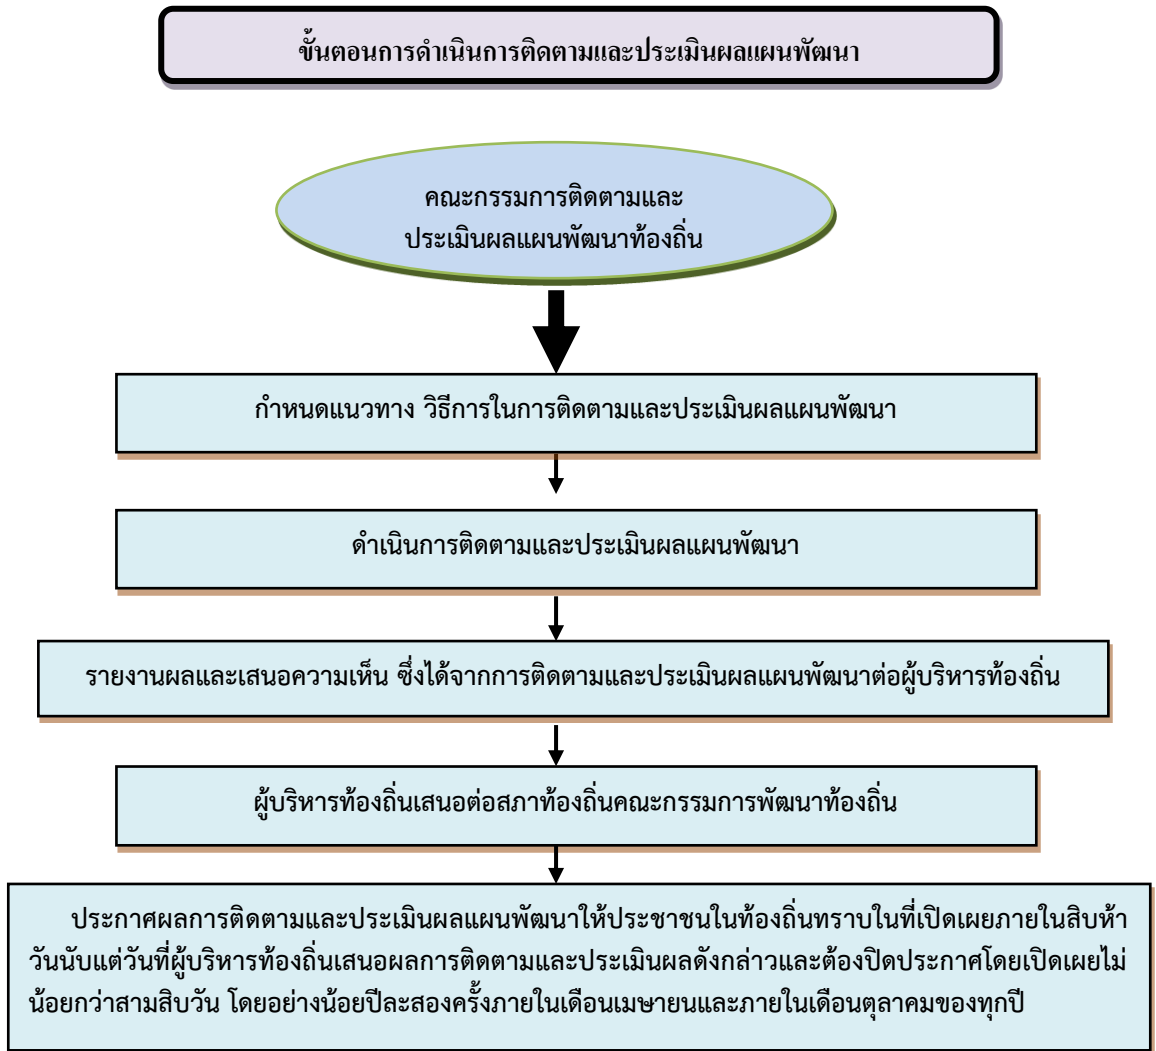 ขั้นตอนการดำเนินการติดตามและประเมินผลแผนพัฒนา
คณะกรรมการติดตามและ
ประเมินผลแผนพัฒนาท้องถิ่น
กำหนดแนวทาง วิธีการในการติดตามและประเมินผลแผนพัฒนา
ดำเนินการติดตามและประเมินผลแผนพัฒนา
รายงานผลและเสนอความเห็น ซึ่งได้จากการติดตามและประเมินผลแผนพัฒนาต่อผู้บริหารท้องถิ่น
ผู้บริหารท้องถิ่นเสนอต่อสภาท้องถิ่นคณะกรรมการพัฒนาท้องถิ่น
ประกาศผลการติดตามและประเมินผลแผนพัฒนาให้ประชาชนในท้องถิ่นทราบในที่เปิดเผยภายในสิบห้า
วันนับแต่วันที่ผู้บริหารท้องถิ่นเสนอผลการติดตามและประเมินผลดังกล่าวและต้องปิดประกาศโดยเปิดเผยไม่
น้อยกว่าสามสิบวัน โดยอย่างน้อยปีละสองครั้งภายในเดือนเมษายนและภายในเดือนตุลาคมของทุกปี